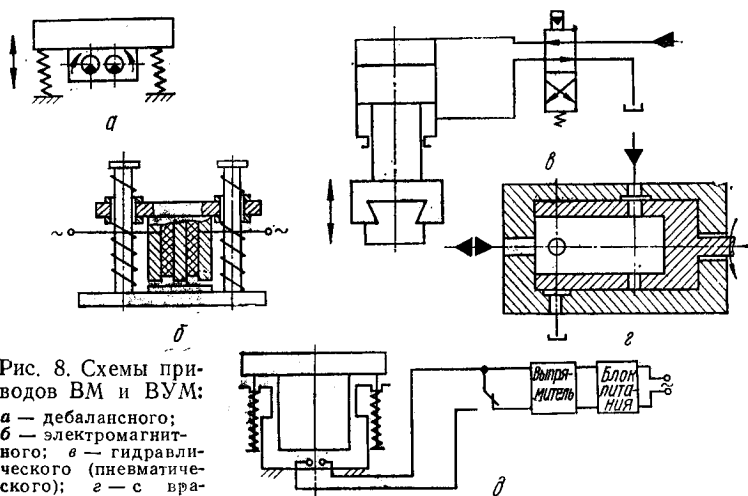 а
б
в
г
Рис. 8. Схемы при-
водов ВМ и ВУМ:
а — дебалансного;
б — электромагнит-
ного; в — гидравли-
ческого (пневматиче-
ского); г — с вра-
Выпря-
митель
Блок
пита-
ния
д